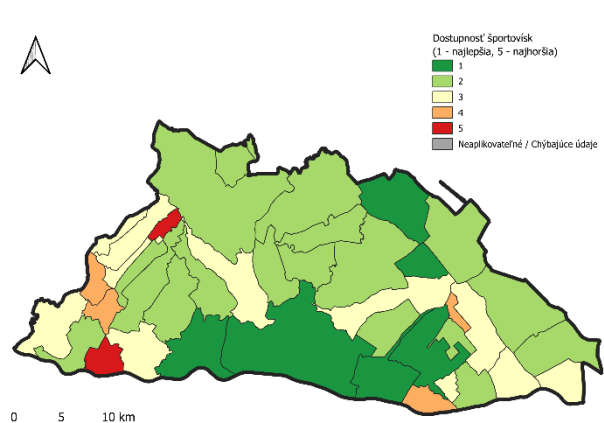 Dostupnosť športovísk
(1 - najlepšia, 5 - najhoršia)
1
2
3
4
5
Neaplikovateľné / Chýbajúce údaje
0 5 10 km